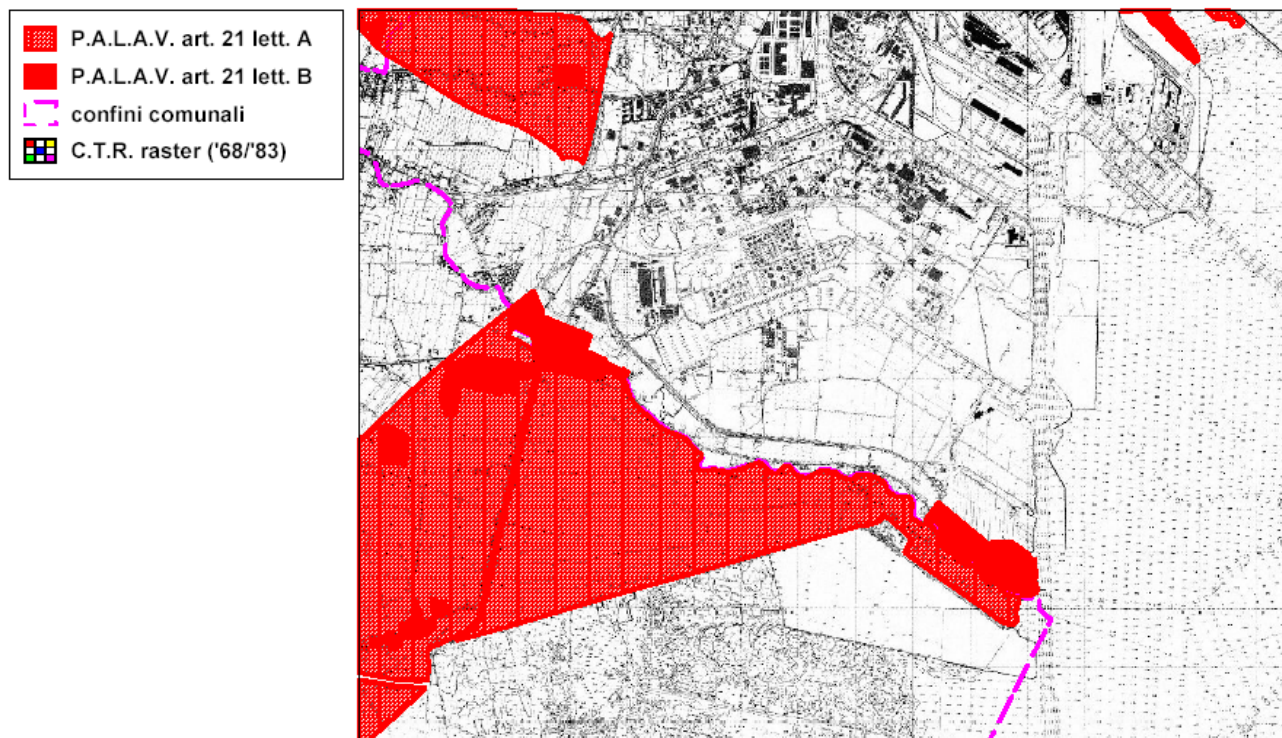 P.A.L.A.V. art. 21 lett. A
P.A.L.A.V. art. 21 lett. B
confini comunali
C.T.R. raster ('68/'83)